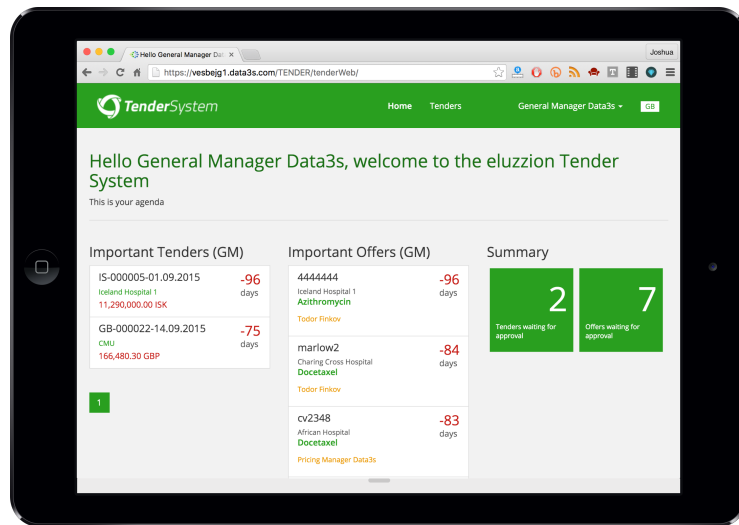 Hello General Manager Dat
Joshua
https://vesbejg1.data3s.com/TENDER/tenderWeb/
TenderSystem
Home Tenders General Manager Data3s GB
Hello General Manager Data3s, welcome to the eluzzion Tender
System
This is your agenda
Important Tenders (GM)
IS-000005-01.09.2015 -96
Iceland Hospital 1 days
11,290,000.00 ISK
GB-000022-14.09.2015 -75
CMU days
166,480.30 GBP
1
Important Offers (GM)
4444444 -96
Iceland Hospital 1 days
Azithromycin
Todor Finkov
marlow2 -84
Charing Cross Hospital days
Docetaxel
Todor Finkov
cv2348 -83
African Hospital days
Docetaxel
Pricing Manager Data3s
Summary
2
Tenders waiting for
approval
7
Offers waiting for
approval